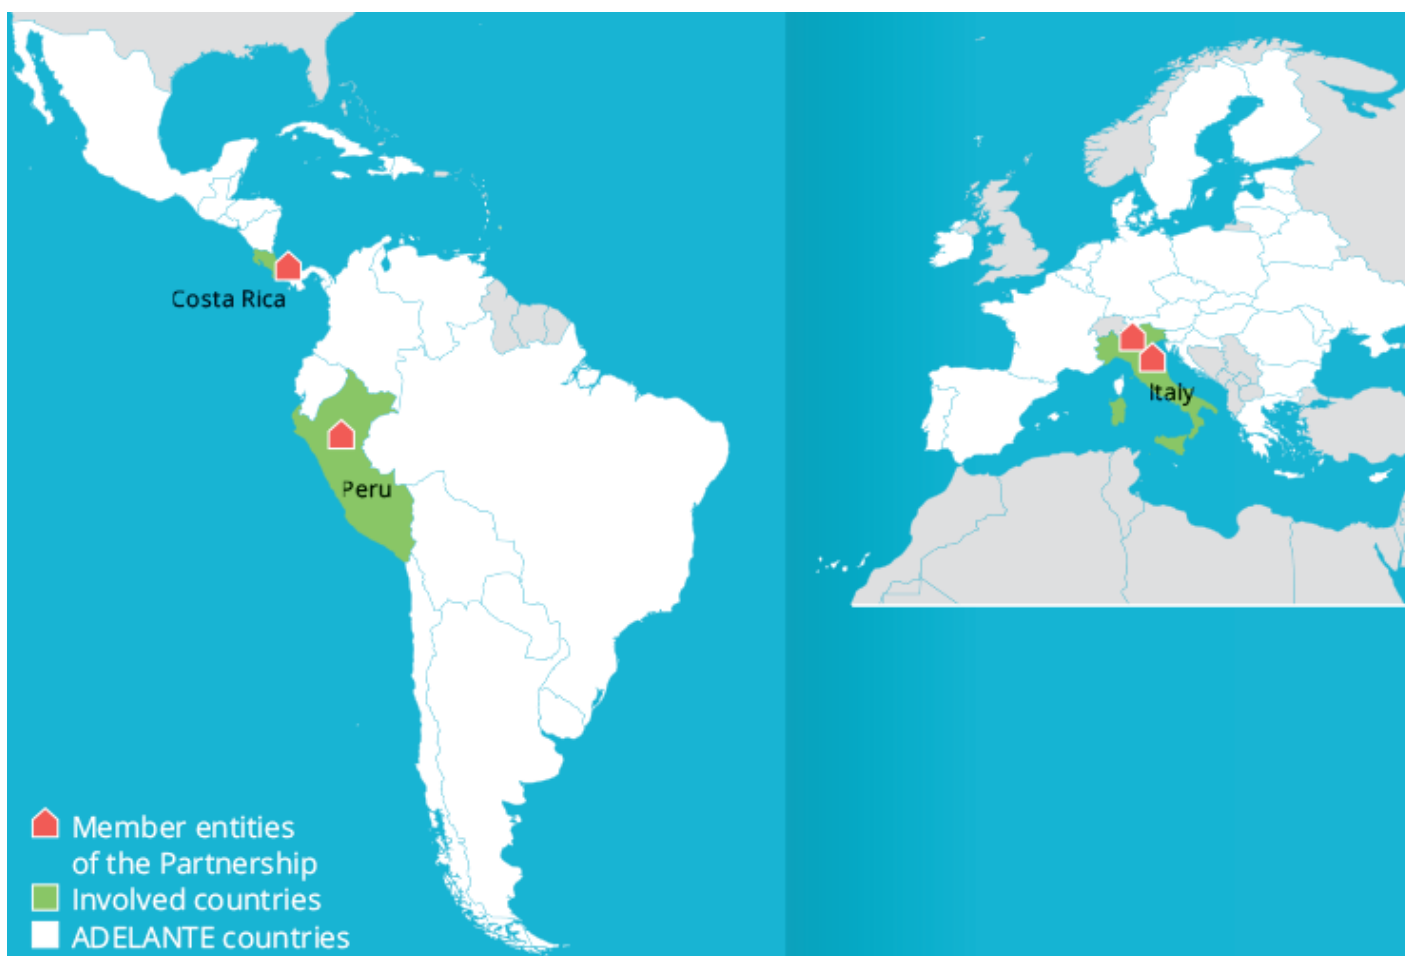 Costa Rica
Peru
Italy
Member entities
of the Partnership
Involved countries
ADELANTE countries